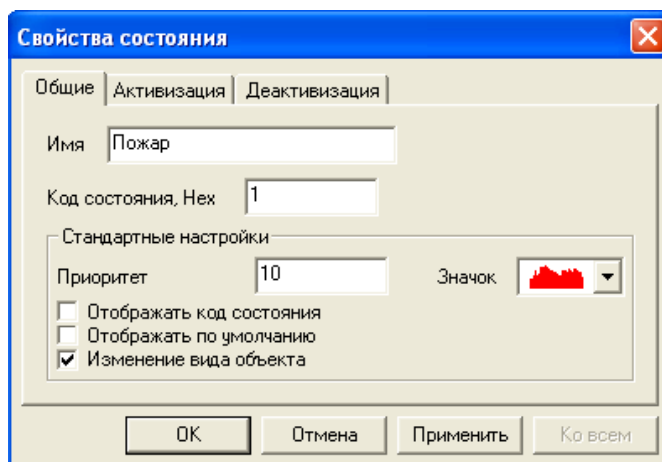 Свойства состояния
Общие Активизация Деактивизация
Имя Пожар
Код состояния, Hex 1
Стандартные настройки
Приоритет 10 Значок
Отображать код состояния
Отображать по умолчанию
Изменение вида объекта
OK Отмена Применить Ко всем